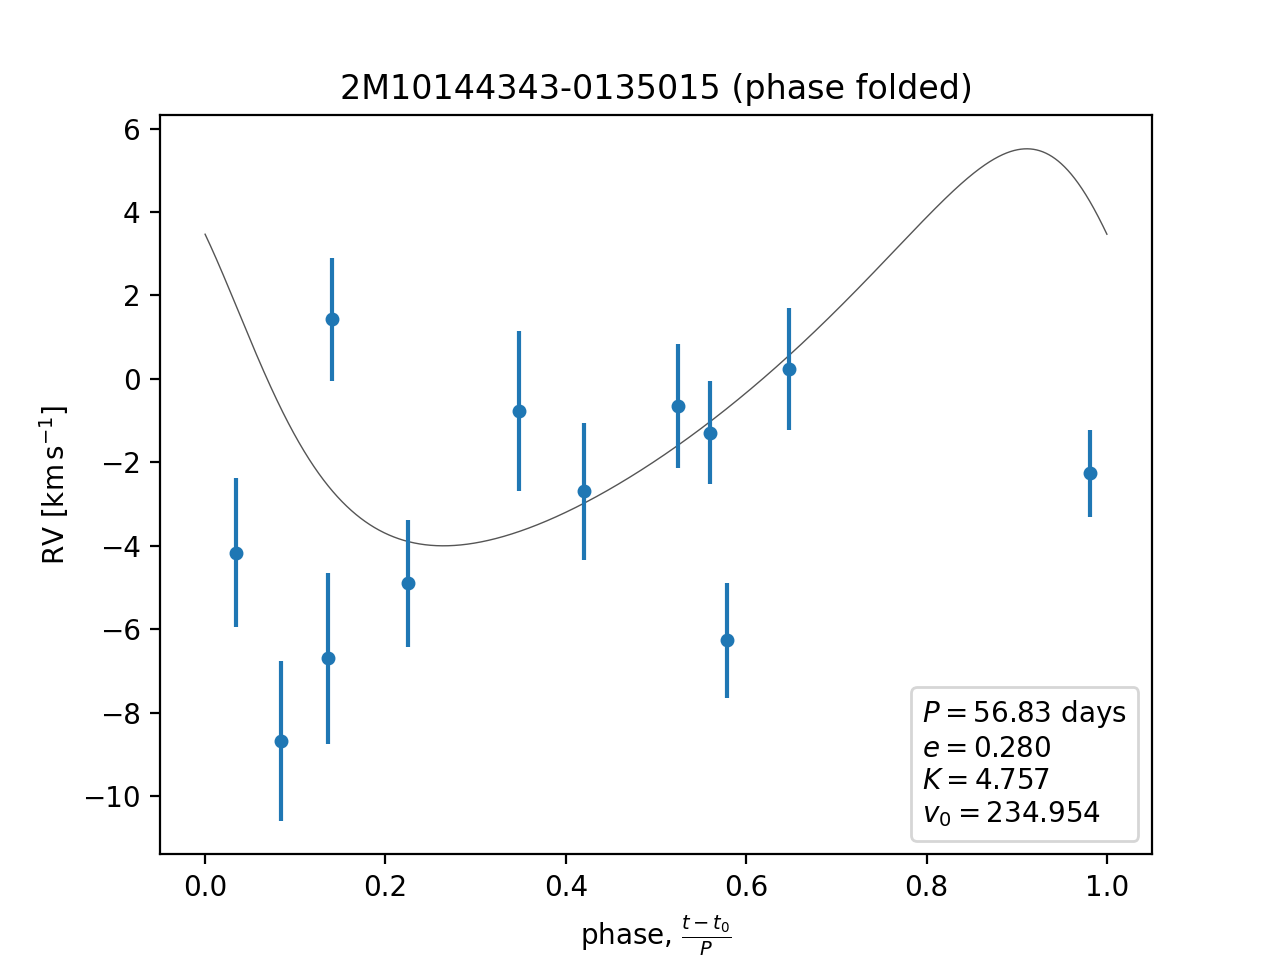 2M10144343-0135015 (phase folded)
6
4
2
0
−2
−4
−6
−8
−10
RV [km s⁻¹]
P = 56.83 days
e = 0.280
K = 4.757
v₀ = 234.954
0.0 0.2 0.4 0.6 0.8 1.0
phase, (t − t₀)/P